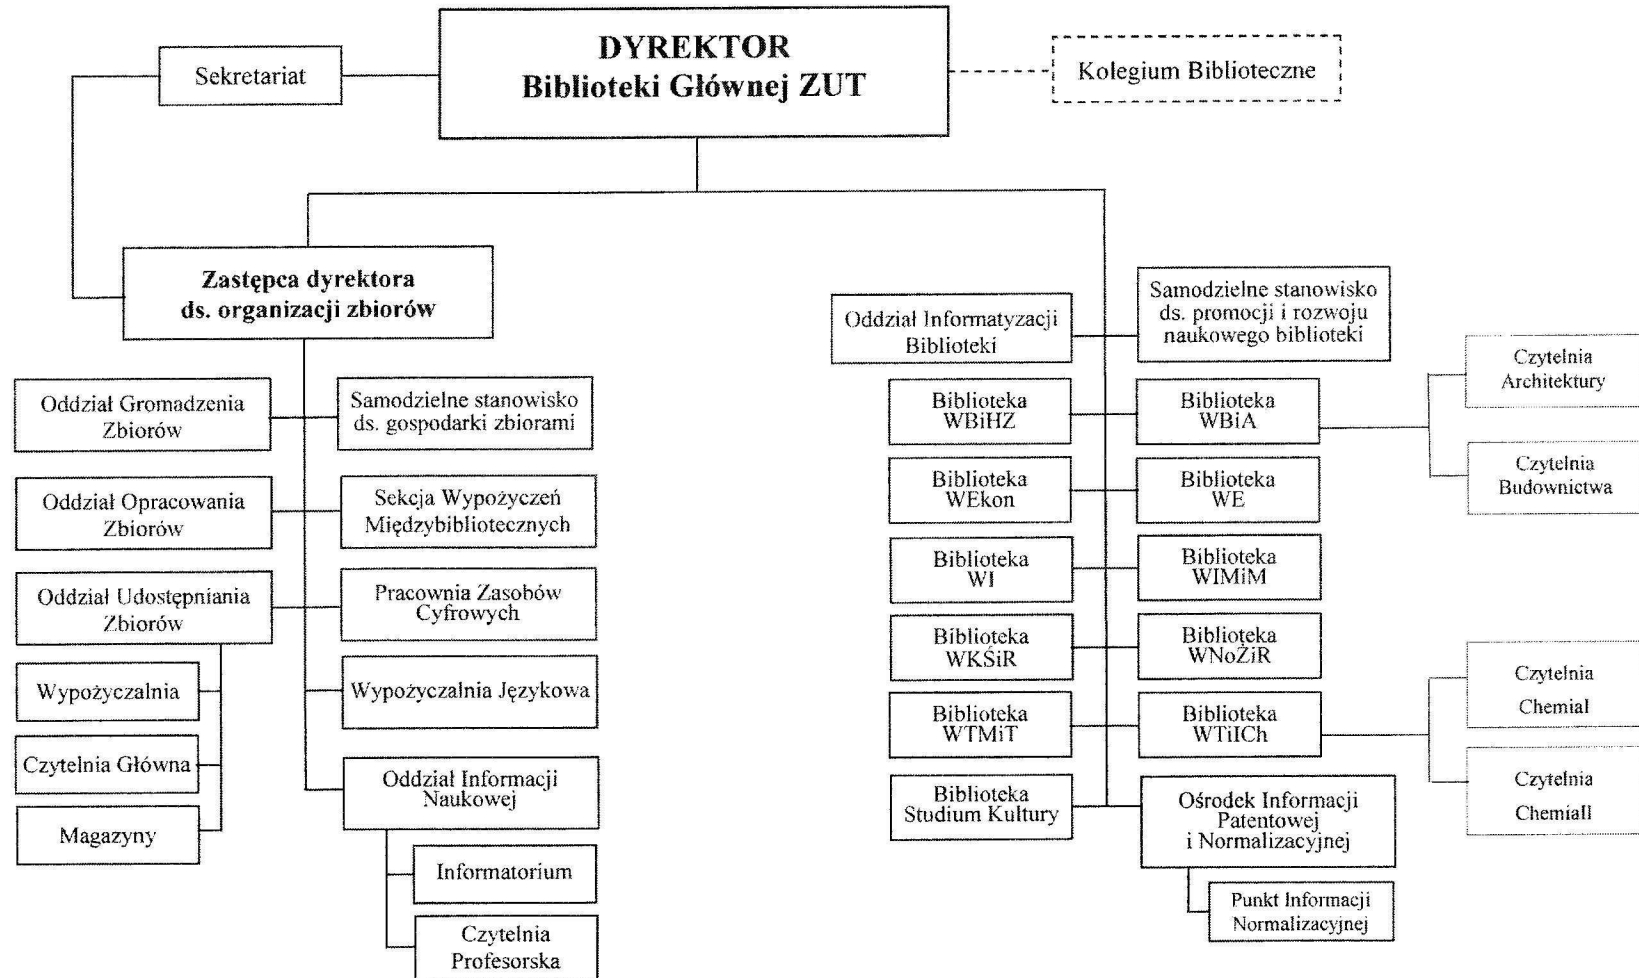 DYREKTOR
Biblioteki Głównej ZUT
Sekretariat
Kolegium Biblioteczne
Zastępca dyrektora
ds. organizacji zbiorów
Oddział Gromadzenia
Zbiorów
Samodzielne stanowisko
ds. gospodarki zbiorami
Oddział Opracowania
Zbiorów
Sekcja Wypożyczeń
Międzybibliotecznych
Oddział Udostępniania
Zbiorów
Pracownia Zasobów
Cyfrowych
Wypożyczalnia
Wypożyczalnia Językowa
Czytelnia Główna
Magazyny
Oddział Informacji
Naukowej
Informatorium
Czytelnia
Profesorska
Oddział Informatyzacji
Biblioteki
Samodzielne stanowisko
ds. promocji i rozwoju
naukowego biblioteki
Biblioteka
WBiHZ
Biblioteka
WBiA
Czytelnia
Architektury
Czytelnia
Budownictwa
Biblioteka
WEkon
Biblioteka
WE
Biblioteka
WI
Biblioteka
WIMiM
Biblioteka
WKŚiR
Biblioteka
WNoŻiR
Biblioteka
WTMiT
Biblioteka
WTiICh
Czytelnia
ChemiaI
Czytelnia
ChemiaII
Biblioteka
Studium Kultury
Ośrodek Informacji
Patentowej
i Normalizacyjnej
Punkt Informacji
Normalizacyjnej